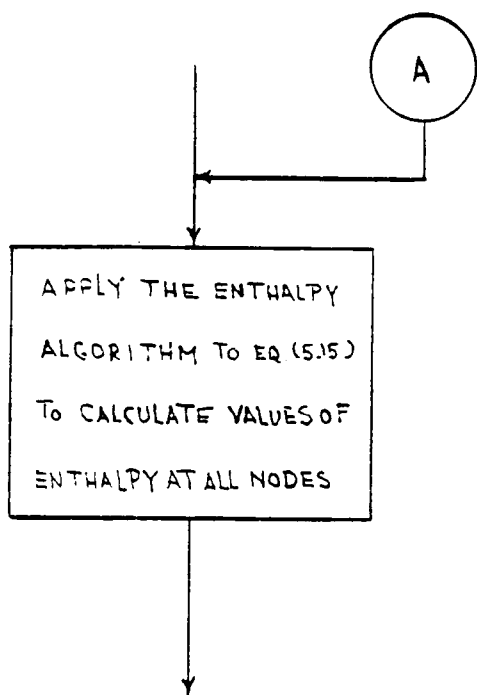 A
APPLY THE ENTHALPY
ALGORITHM TO EQ (5.15)
TO CALCULATE VALUES OF
ENTHALPY AT ALL NODES